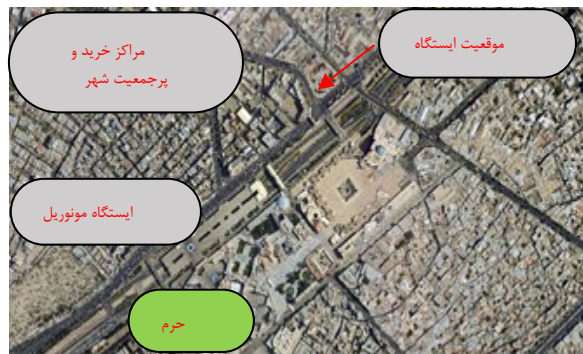 موقعیت ایستگاه
مراکز خرید و
پرجمعیت شهر
ایستگاه مونوریل
حرم